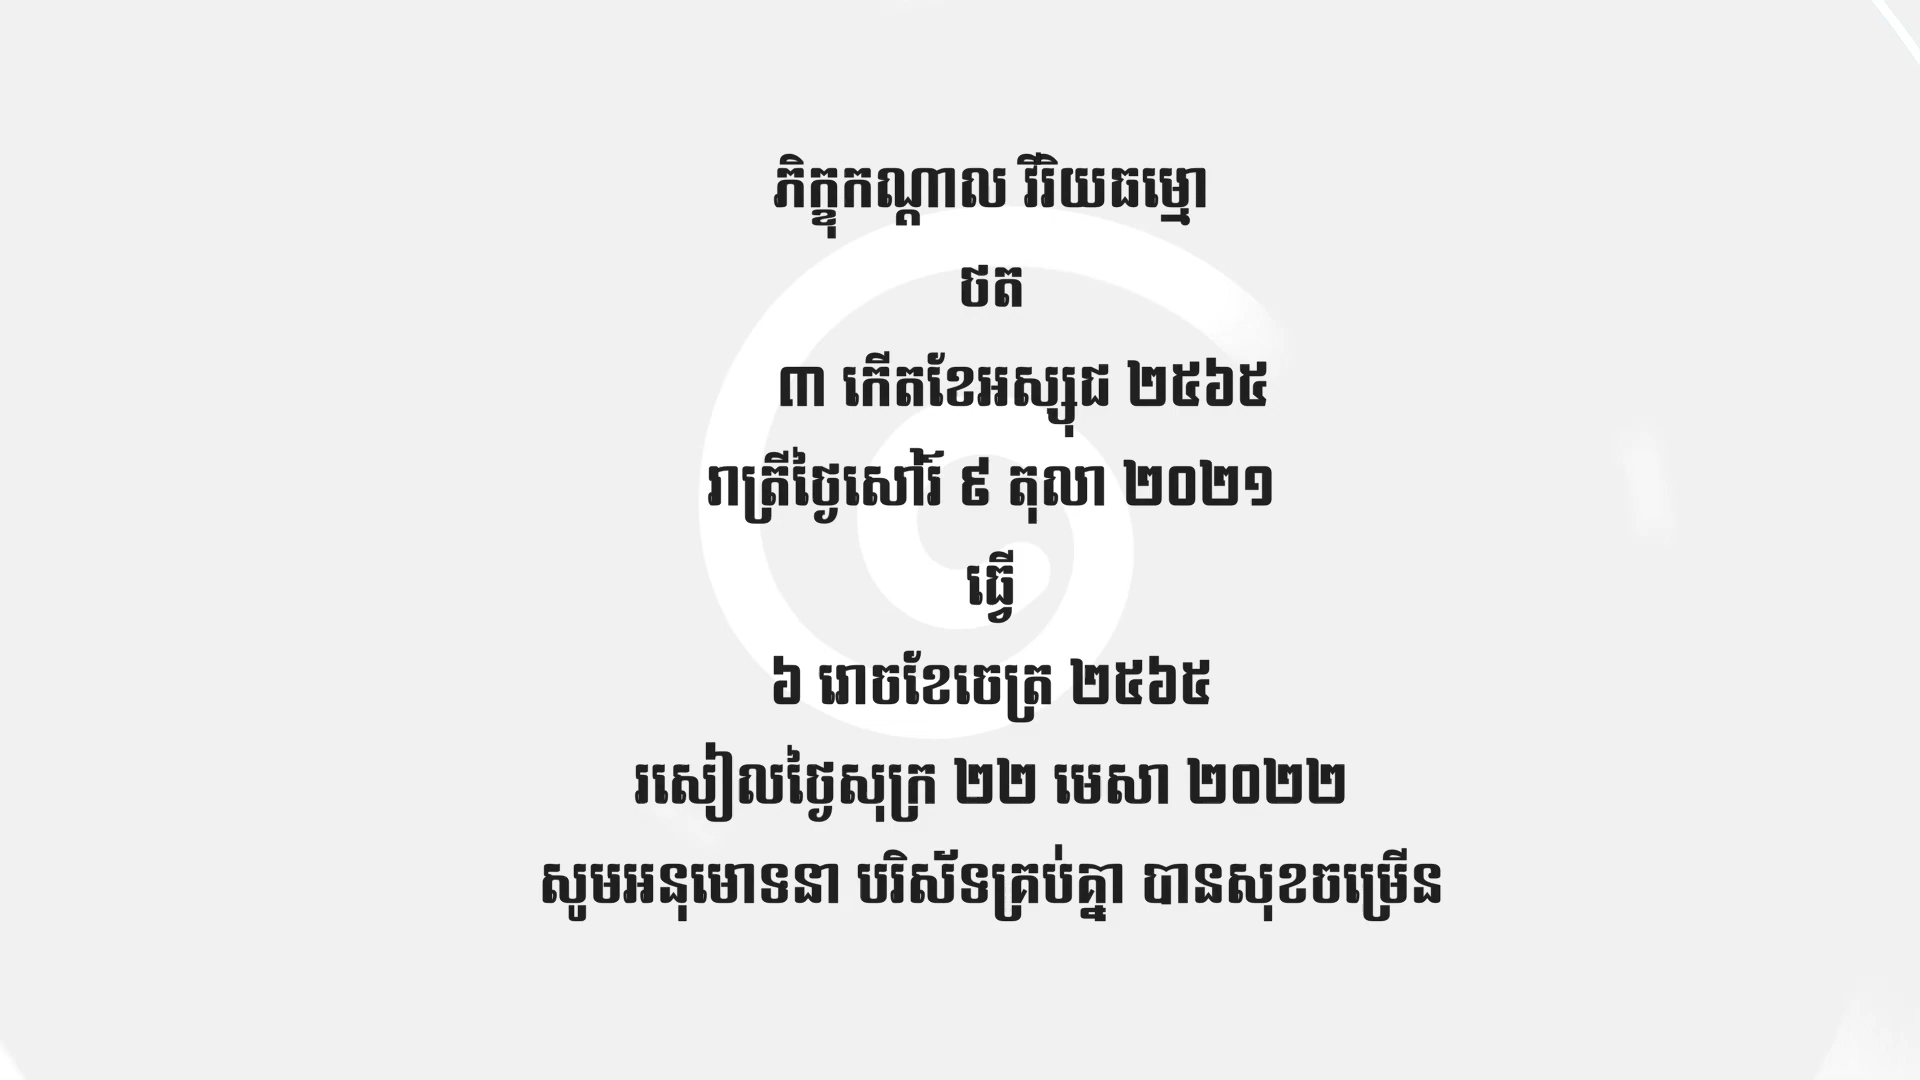 ភិក្ខុកណ្ដាល វីរិយធម្មោ
ថត
៣ កើតខែអស្សុជ ២៥៦៥
រាត្រីថ្ងៃសៅរ៍ ៩ តុលា ២០២១
ធ្វើ
៦ រោចខែចេត្រ ២៥៦៥
រសៀលថ្ងៃសុក្រ ២២ មេសា ២០២២
សូមអនុមោទនា បរិស័ទគ្រប់គ្នា បានសុខចម្រើន